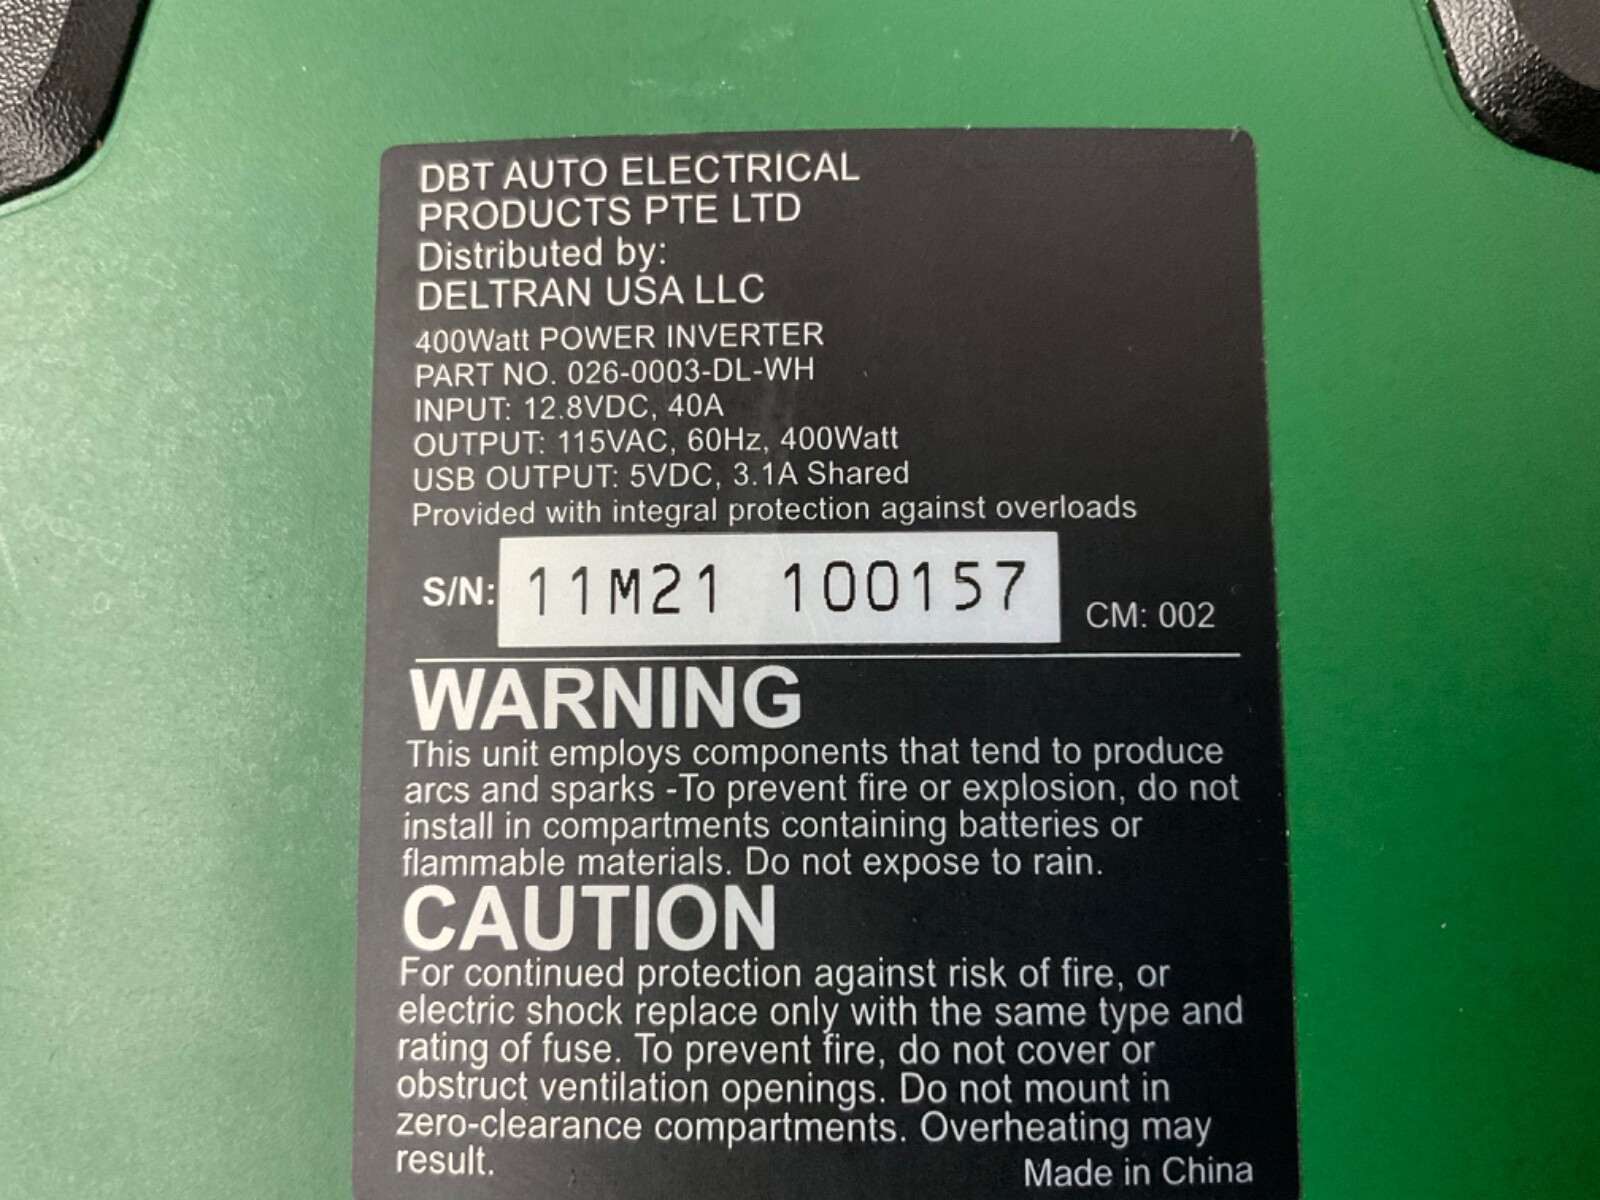 DBT AUTO ELECTRICAL
PRODUCTS PTE LTD
Distributed by:
DELTRAN USA LLC
400Watt POWER INVERTER
PART NO. 026-0003-DL-WH
INPUT: 12.8VDC, 40A
OUTPUT: 115VAC, 60Hz, 400Watt
USB OUTPUT: 5VDC, 3.1A Shared
Provided with integral protection against overloads
S/N: 11M21 100157 CM: 002
WARNING
This unit employs components that tend to produce
arcs and sparks -To prevent fire or explosion, do not
install in compartments containing batteries or
flammable materials. Do not expose to rain.
CAUTION
For continued protection against risk of fire, or
electric shock replace only with the same type and
rating of fuse. To prevent fire, do not cover or
obstruct ventilation openings. Do not mount in
zero-clearance compartments. Overheating may
result.
Made in China